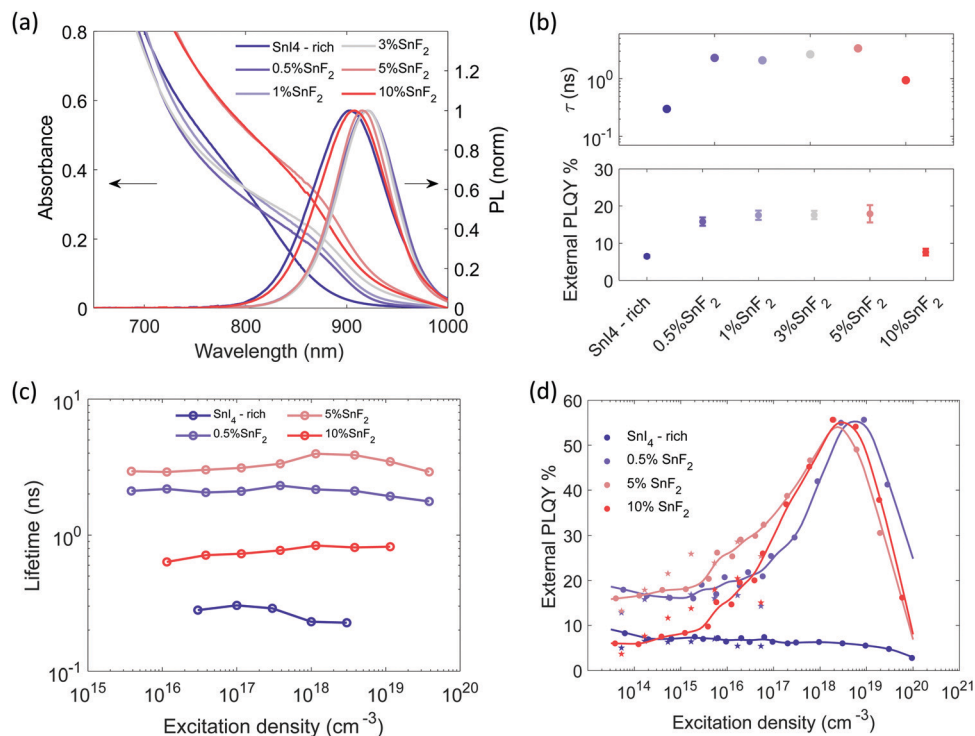 (a)
Absorbance
0.8
0.6
0.4
0.2
0
SnI4 - rich
0.5%SnF2
1%SnF2
3%SnF2
5%SnF2
10%SnF2
1.2
1
0.8
0.6
0.4
0.2
0
PL (norm)
700 800 900 1000
Wavelength (nm)
(b)
τ (ns)
10^0
10^-1
External PLQY %
30
20
10
0
SnI4 - rich
0.5%SnF2
1%SnF2
3%SnF2
5%SnF2
10%SnF2
(c)
Lifetime (ns)
10^1
10^0
10^-1
SnI4 - rich
0.5%SnF2
5%SnF2
10%SnF2
10^15 10^16 10^17 10^18 10^19 10^20
Excitation density (cm^-3)
(d)
External PLQY %
60
50
40
30
20
10
0
SnI4 - rich
0.5% SnF2
5% SnF2
10% SnF2
10^14 10^15 10^16 10^17 10^18 10^19 10^20 10^21
Excitation density (cm^-3)